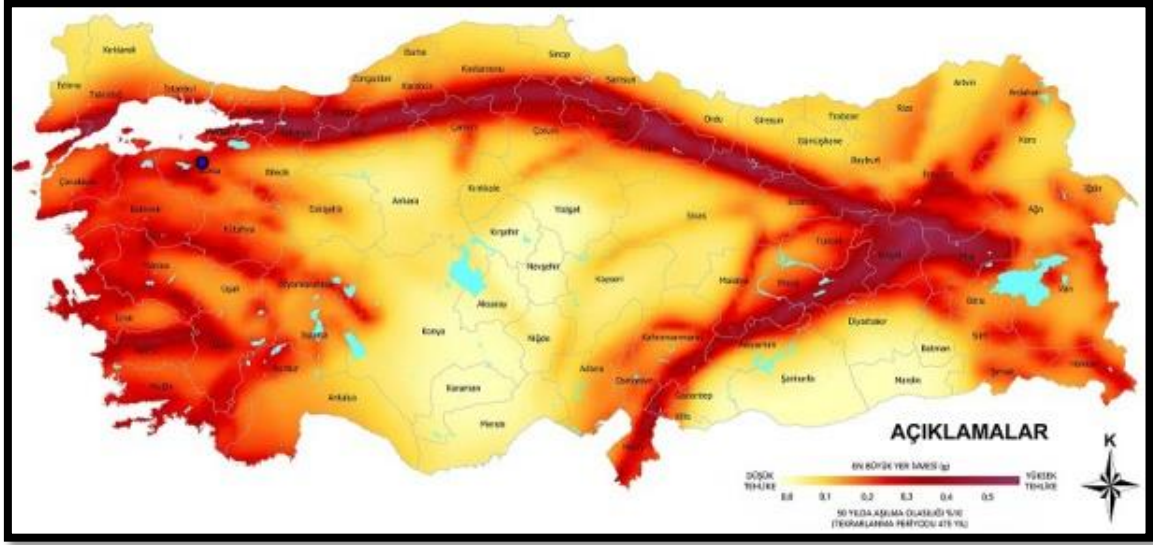 Kırklareli
Edirne
Tekirdağ
İstanbul
Zonguldak
Bartın
Karabük
Kastamonu
Sinop
Samsun
Ordu
Giresun
Trabzon
Rize
Artvin
Ardahan
Kars
Iğdır
Gümüşhane
Bayburt
Çankırı
Çorum
Çanakkale
Bilecik
Balıkesir
Kütahya
Eskişehir
Ankara
Kırıkkale
Yozgat
Sivas
Ağrı
Kırşehir
Nevşehir
Kayseri
Malatya
Tunceli
Elazığ
Bingöl
Muş
Van
Bitlis
Manisa
Uşak
Afyonkarahisar
Aksaray
İzmir
Konya
Niğde
Kahramanmaraş
Adıyaman
Diyarbakır
Siirt
Batman
Isparta
Burdur
Adana
Osmaniye
Şanlıurfa
Mardin
Şırnak
Hakkari
Muğla
Antalya
Karaman
Gaziantep
Kilis
Mersin
Hatay
AÇIKLAMALAR
K
EN BÜYÜK YER İVMESİ (g)
DÜŞÜK TEHLİKE
YÜKSEK TEHLİKE
0.0 0.1 0.2 0.3 0.4 0.5
50 YILDA AŞILMA OLASILIĞI %10
(TEKRARLANMA PERİYODU 475 YIL)